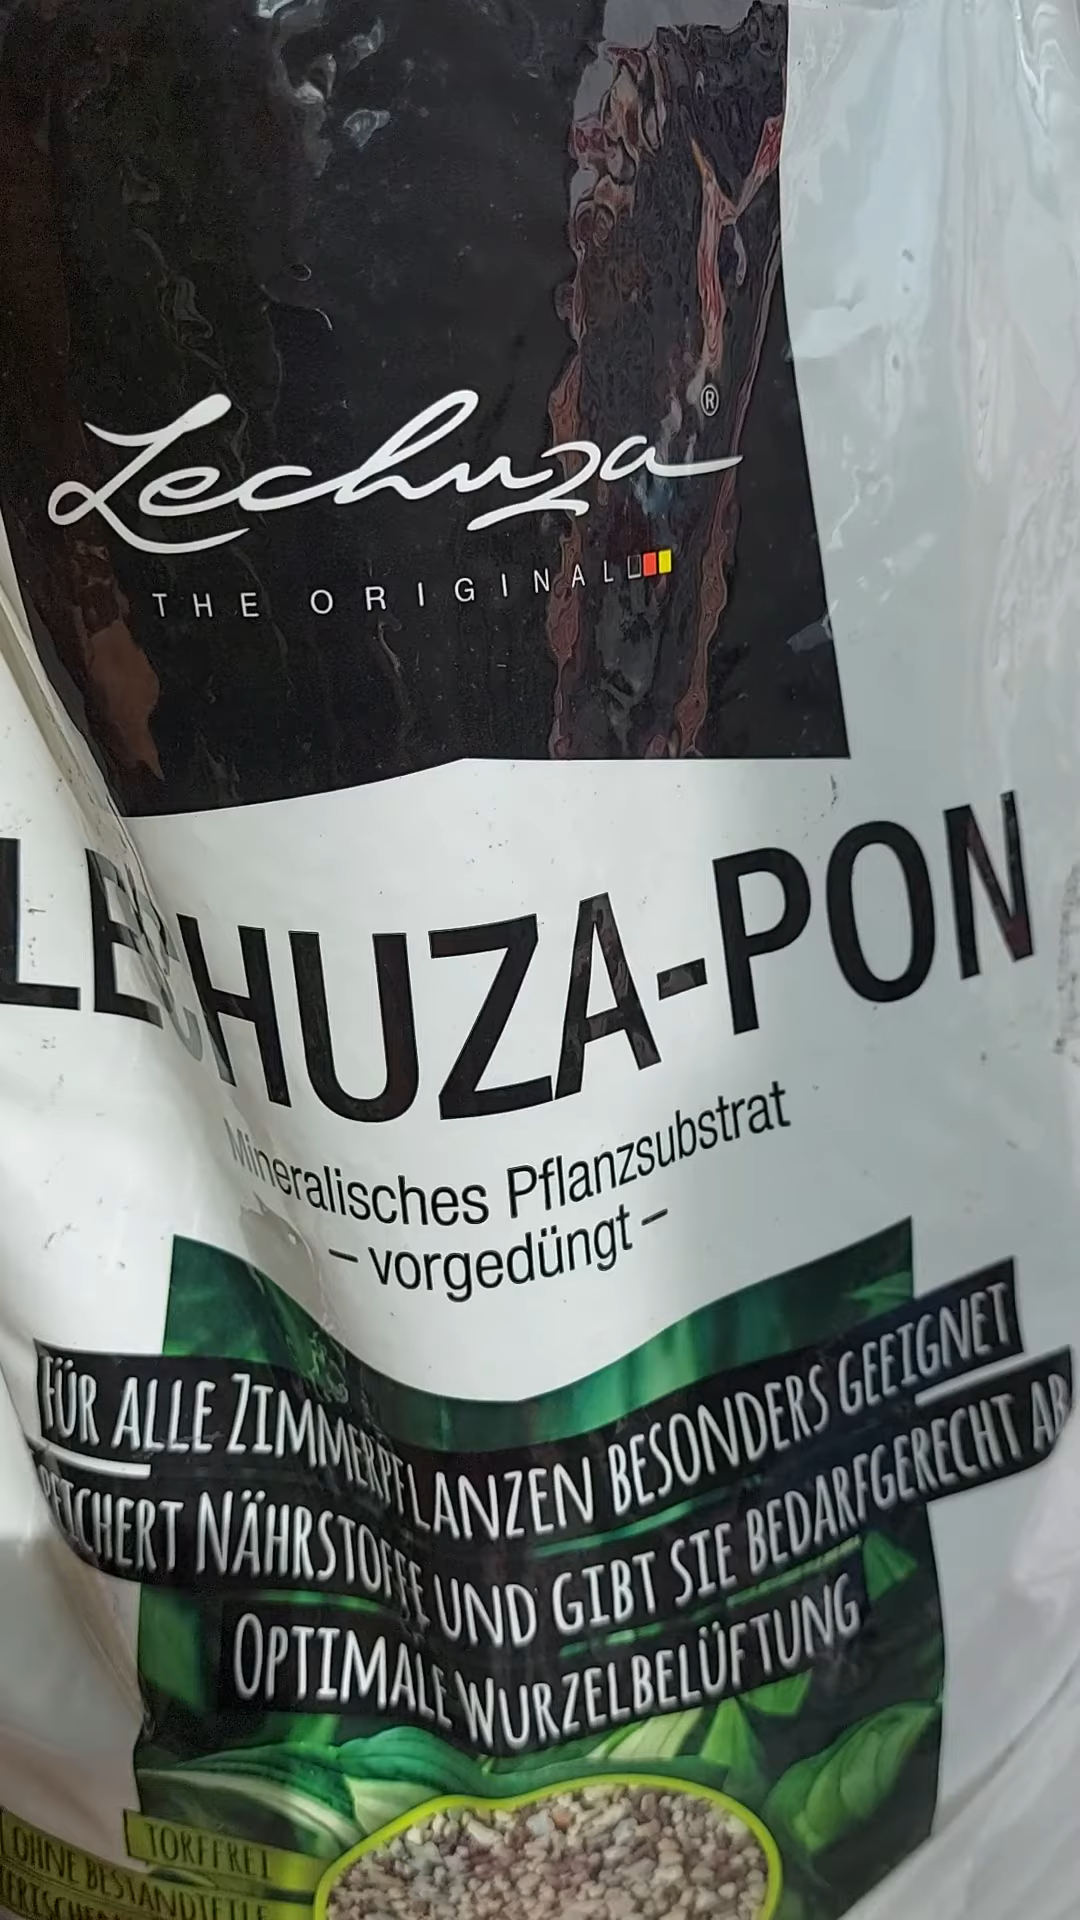 Lechuza ®
THE ORIGINAL
LECHUZA-PON
Mineralisches Pflanzsubstrat
– vorgedüngt –
FÜR ALLE ZIMMERPFLANZEN BESONDERS GEEIGNET
SPEICHERT NÄHRSTOFFE UND GIBT SIE BEDARFGERECHT AB
OPTIMALE WURZELBELÜFTUNG
TORFFREI
OHNE BESTANDTEILE